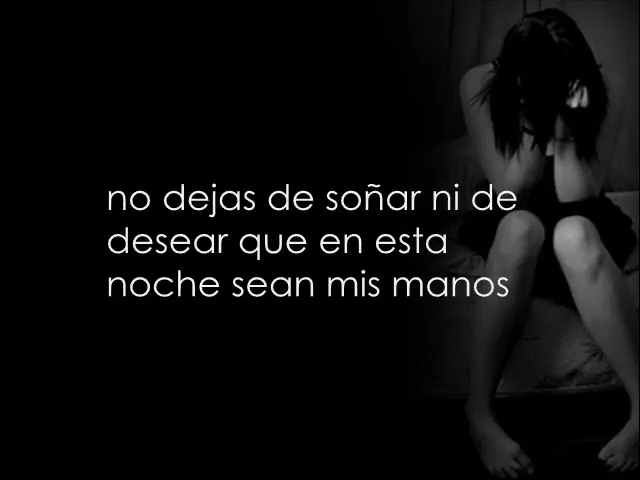 no dejas de soñar ni de
desear que en esta
noche sean mis manos